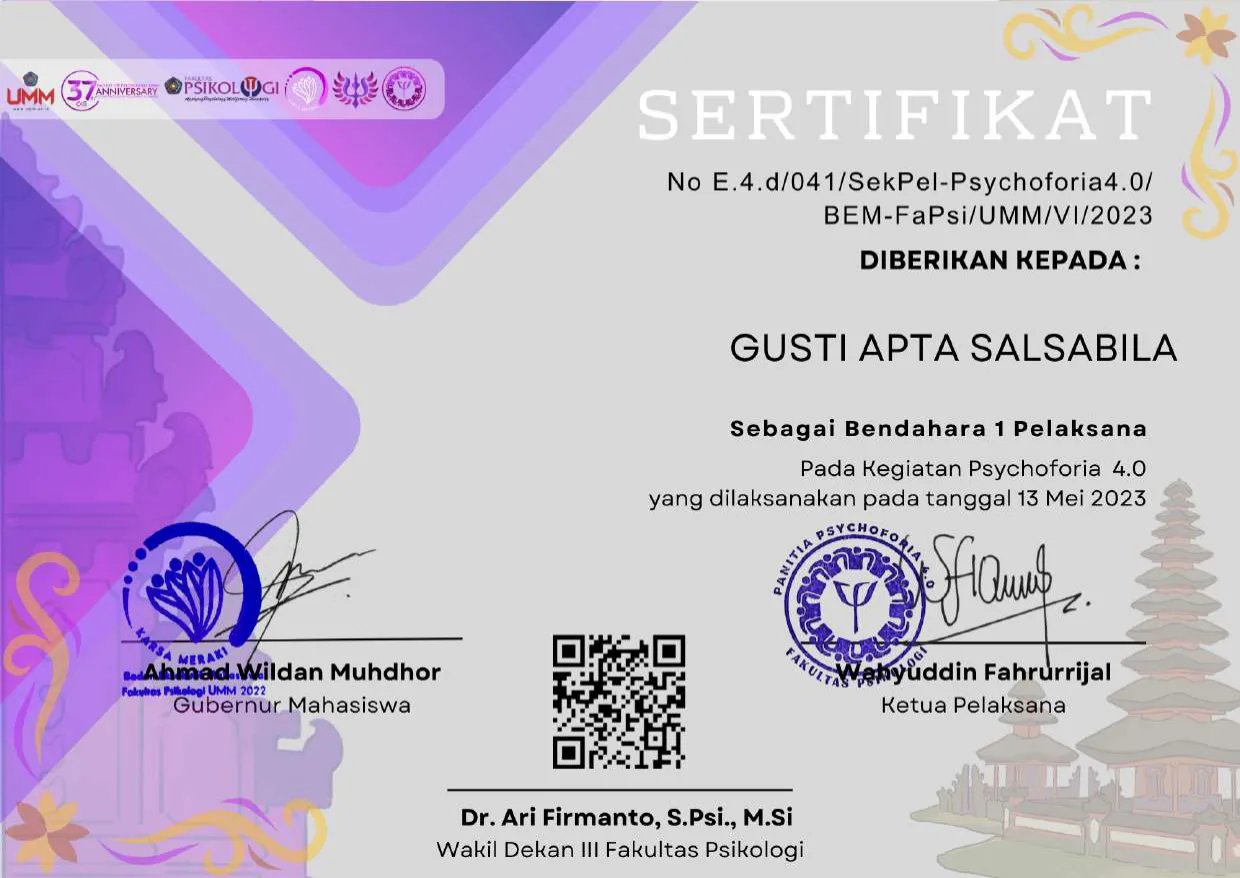 UMM
37
ANNIVERSARY
FAKULTAS
PSIKOLOGI
SERTIFIKAT
No E.4.d/041/SekPel-Psychoforia4.0/
BEM-FaPsi/UMM/VI/2023
DIBERIKAN KEPADA :
GUSTI APTA SALSABILA
Sebagai Bendahara 1 Pelaksana
Pada Kegiatan Psychoforia 4.0
yang dilaksanakan pada tanggal 13 Mei 2023
KARSA MERAKI
Fakultas Psikologi UMM 2022
PANITIA PSYCHOFORIA 4.0
FAKULTAS PSIKOLOGI
Ahmad Wildan Muhdhor
Gubernur Mahasiswa
Wahyuddin Fahrurrijal
Ketua Pelaksana
Dr. Ari Firmanto, S.Psi., M.Si
Wakil Dekan III Fakultas Psikologi